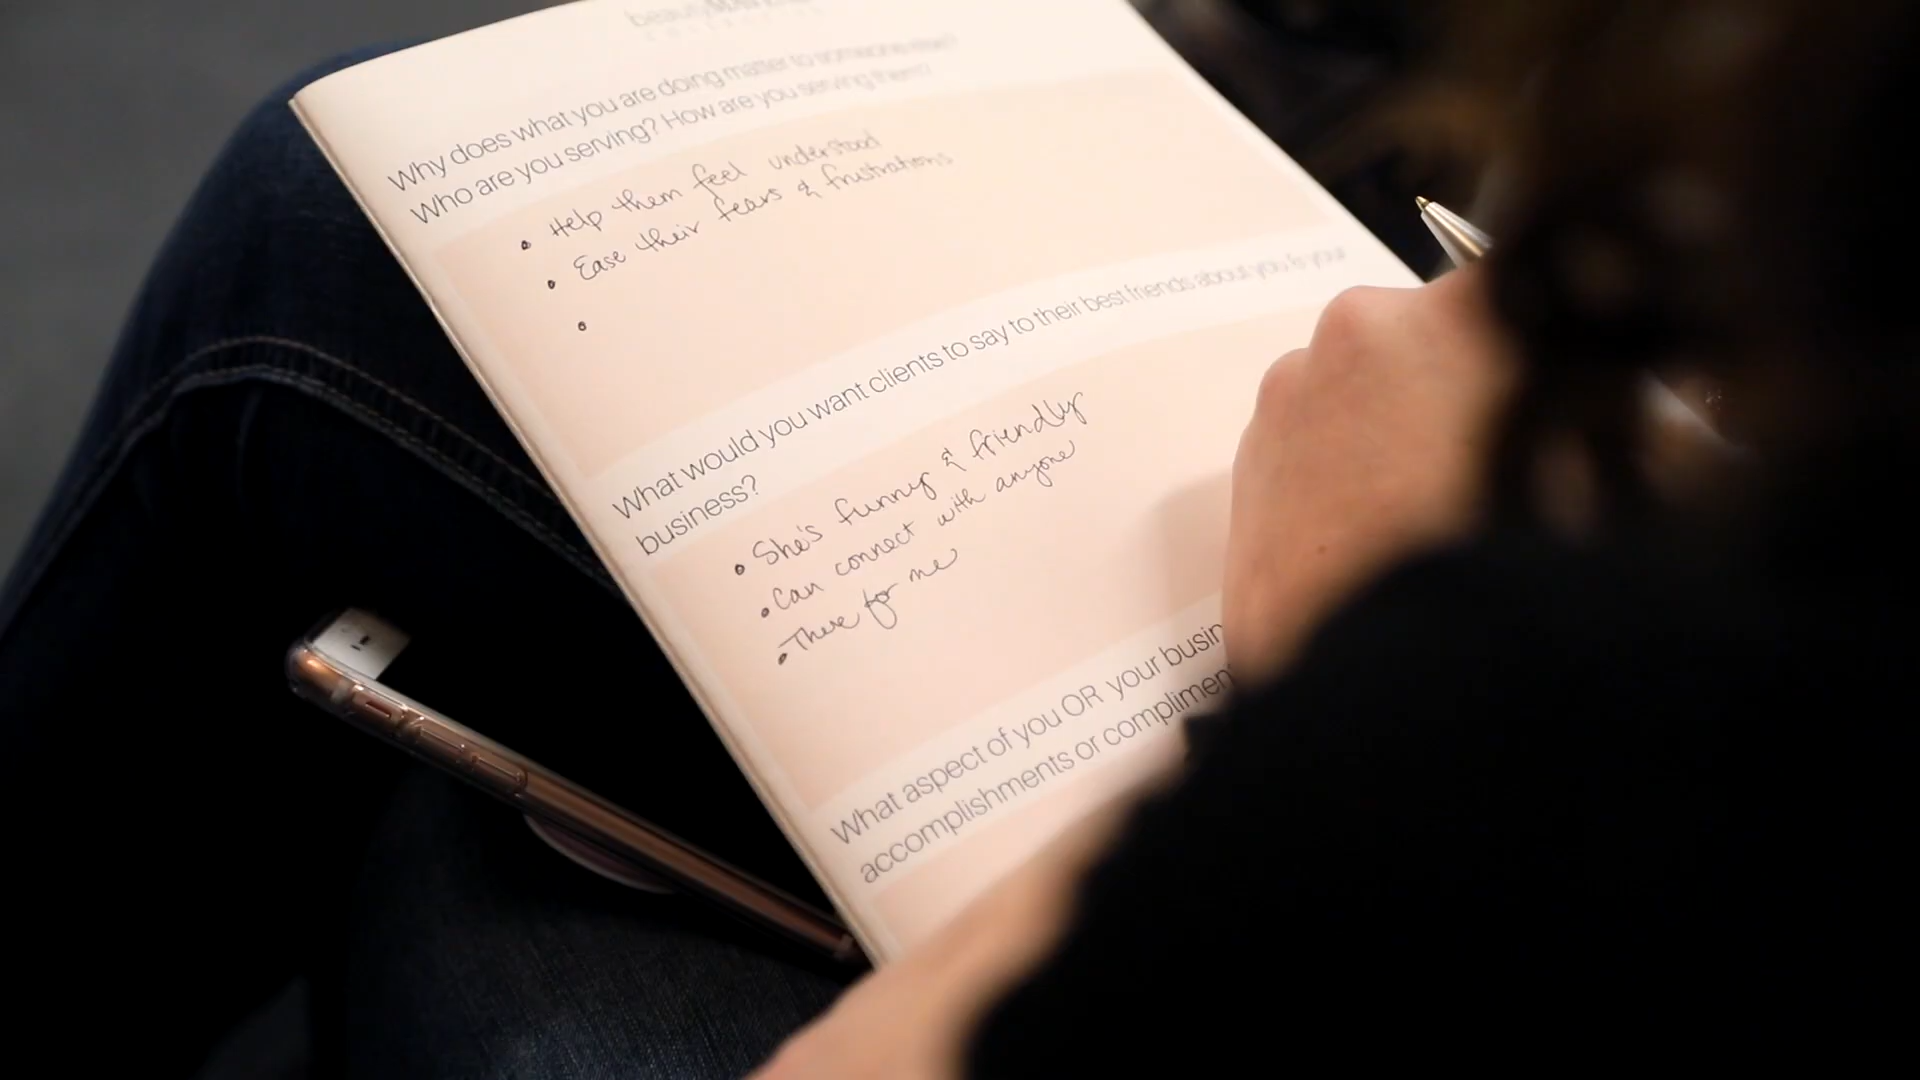 Why does what you are doing matter to someone else?
Who are you serving? How are you serving them?
• Help them feel understood
• Ease their fears & frustrations
•
What would you want clients to say to their best friends about you & your
business?
• She's funny & friendly
• Can connect with anyone
• There for me
What aspect of you OR your
accomplishments or